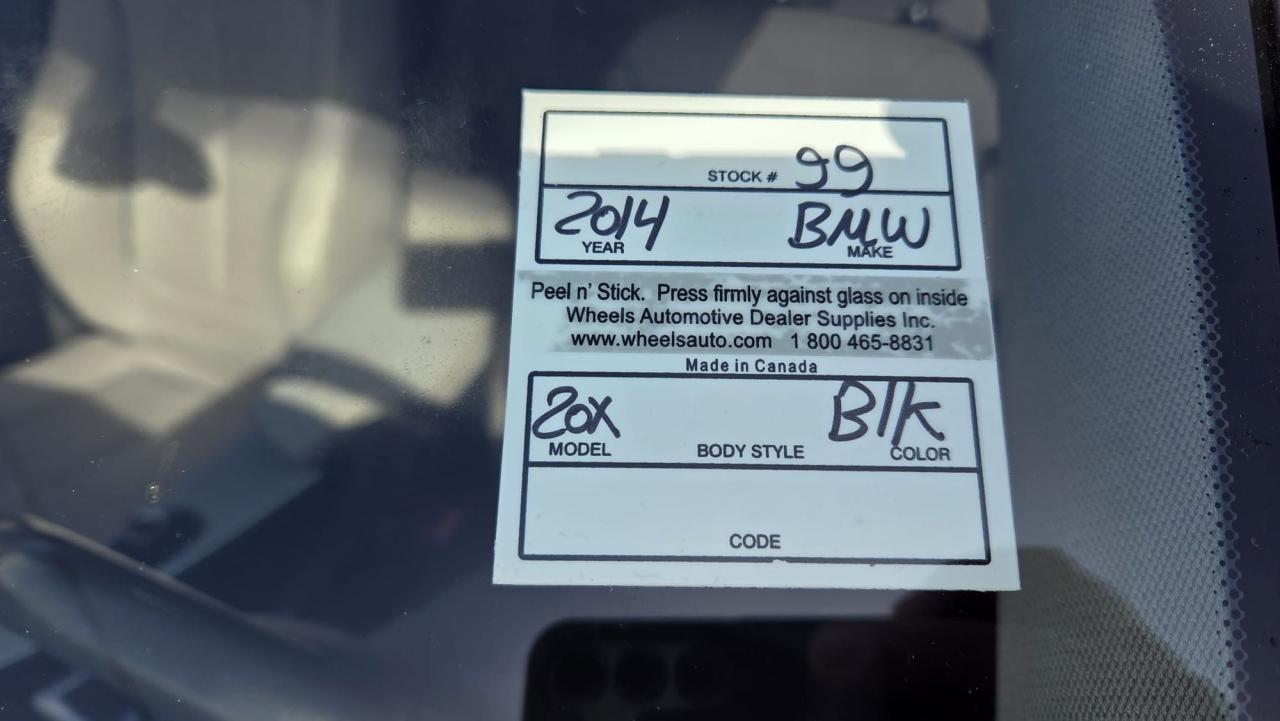 STOCK # 99
2014 BMW
YEAR MAKE
Peel n' Stick. Press firmly against glass on inside
Wheels Automotive Dealer Supplies Inc.
www.wheelsauto.com 1 800 465-8831
Made in Canada
20X Blk
MODEL BODY STYLE COLOR
CODE